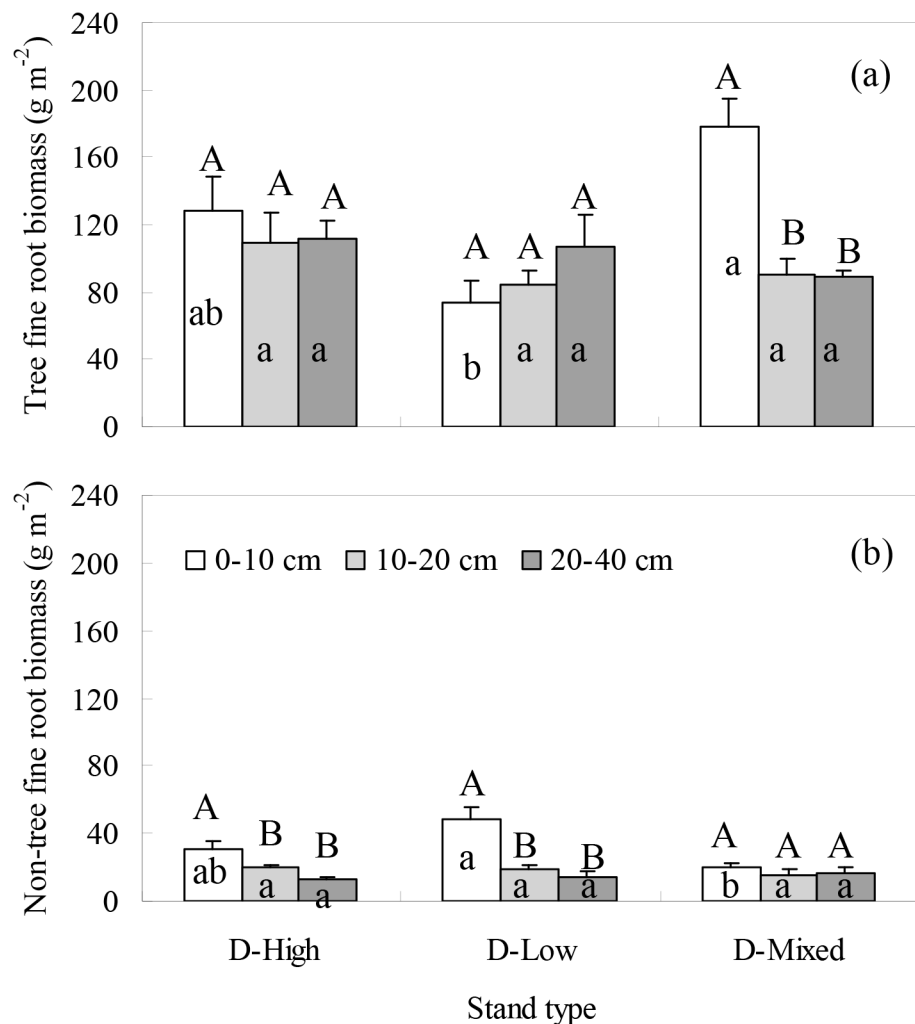 240
200
160
120
80
40
0
Tree fine root biomass (g m-2)
(a)
A A A
A A A
A B B
ab a a
b a a
a a a
240
200
160
120
80
40
0
Non-tree fine root biomass (g m-2)
(b)
0-10 cm 10-20 cm 20-40 cm
A B B
A B B
A A A
ab a a
a a a
b a a
D-High D-Low D-Mixed
Stand type